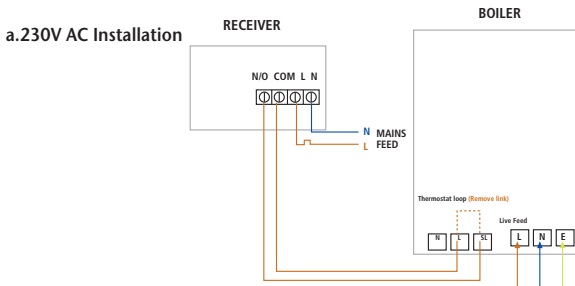 BOILER
RECEIVER
a.230V AC Installation
N/O COM L N
N MAINS
L FEED
Thermostat loop (Remove link)
Live Feed
N L SL L N E